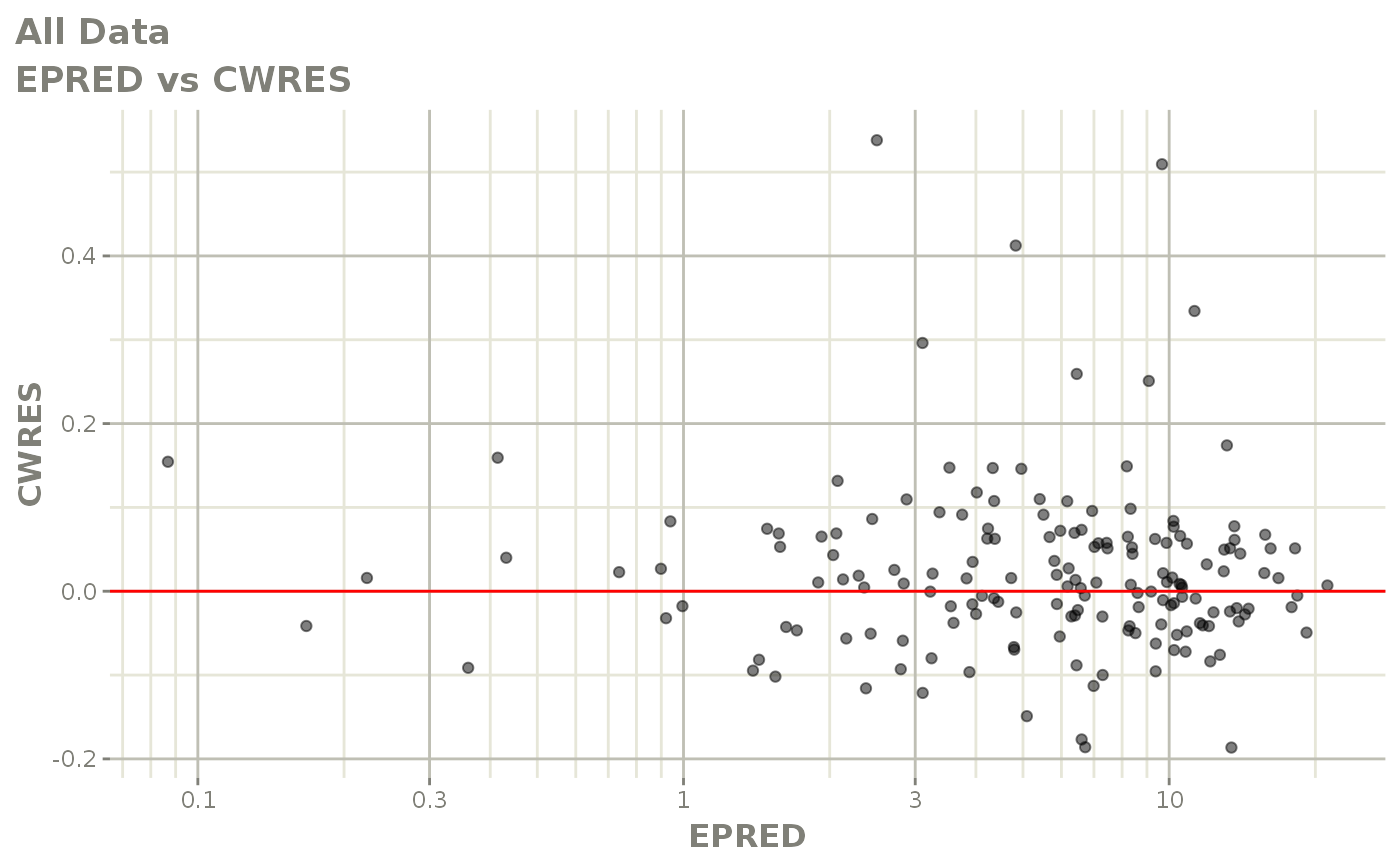 All Data
EPRED vs CWRES
CWRES
0.4
0.2
0.0
-0.2
0.1 0.3 1 3 10
EPRED